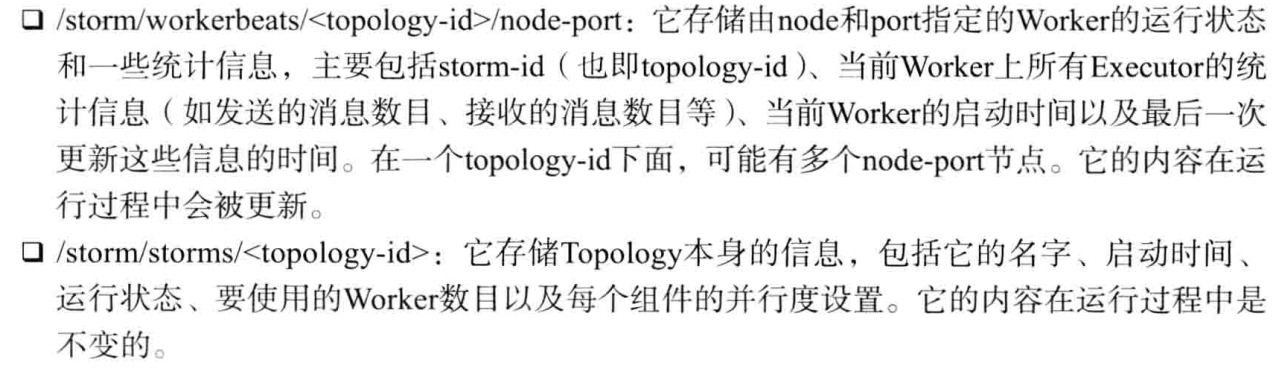 ❑ /storm/workerbeats/<topology-id>/node-port：它存储由node和port指定的Worker的运行状态
和一些统计信息，主要包括storm-id（也即topology-id）、当前Worker上所有Executor的统
计信息（如发送的消息数目、接收的消息数目等）、当前Worker的启动时间以及最后一次
更新这些信息的时间。在一个topology-id下面，可能有多个node-port节点。它的内容在运
行过程中会被更新。
❑ /storm/storms/<topology-id>：它存储Topology本身的信息，包括它的名字、启动时间、
运行状态、要使用的Worker数目以及每个组件的并行度设置。它的内容在运行过程中是
不变的。